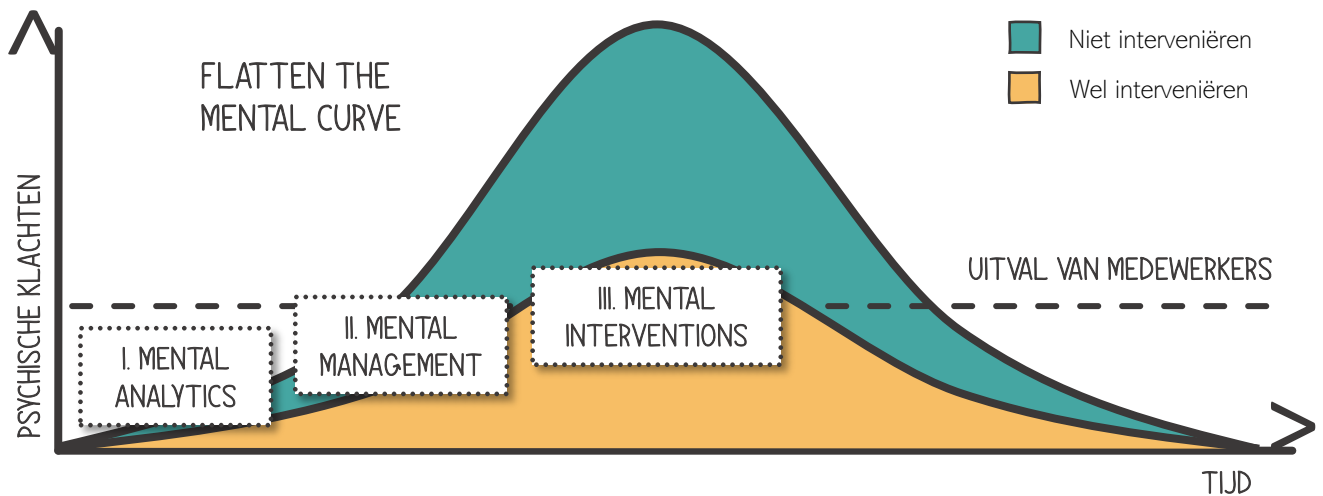 FLATTEN THE
MENTAL CURVE
Niet interveniëren
Wel interveniëren
PSYCHISCHE KLACHTEN
UITVAL VAN MEDEWERKERS
I. MENTAL
ANALYTICS
II. MENTAL
MANAGEMENT
III. MENTAL
INTERVENTIONS
TIJD